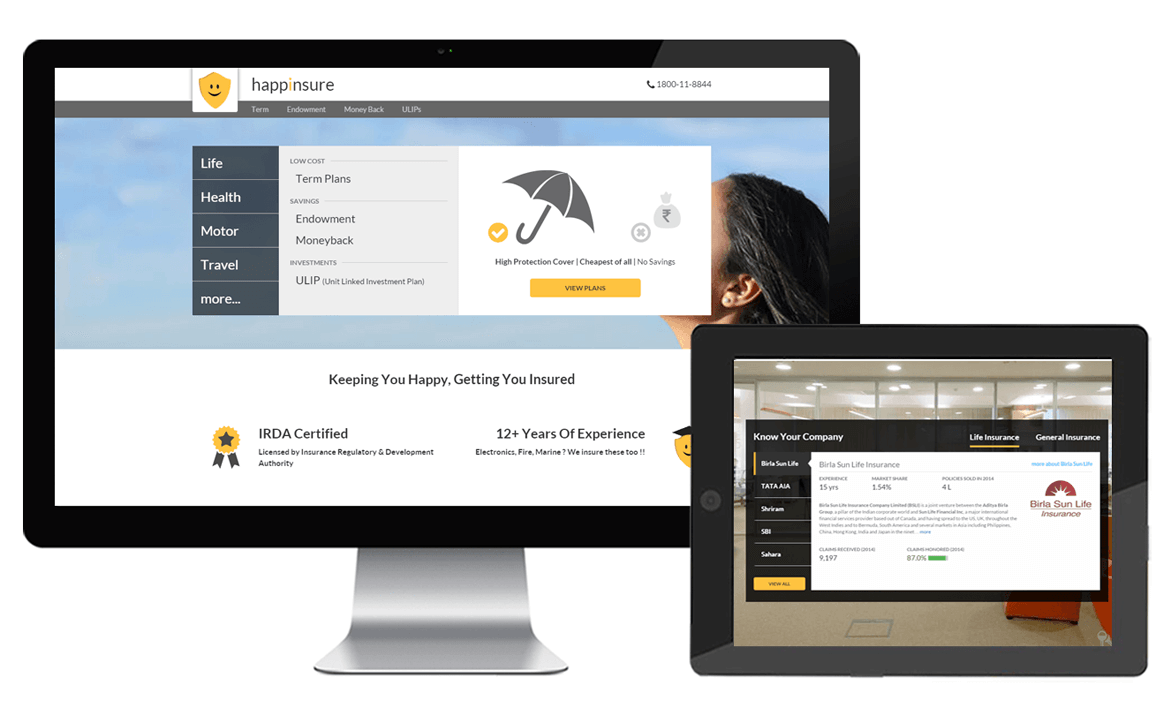 happinsure
1800-11-8844
Term Endowment Money Back ULIPs
Life
Health
Motor
Travel
more...
LOW COST
Term Plans
SAVINGS
Endowment
Moneyback
INVESTMENTS
ULIP (Unit Linked Investment Plan)
₹
High Protection Cover | Cheapest of all | No Savings
VIEW PLANS
Keeping You Happy, Getting You Insured
IRDA Certified
Licensed by Insurance Regulatory & Development
Authority
12+ Years Of Experience
Electronics, Fire, Marine ? We insure these too !!
Know Your Company
Life Insurance
General Insurance
Birla Sun Life
TATA AIA
Shriram
SBI
Sahara
VIEW ALL
Birla Sun Life Insurance
more about Birla Sun Life
EXPERIENCE
15 yrs
MARKET SHARE
1.54%
POLICIES SOLD IN 2014
4 L
Birla Sun Life Insurance Company Limited (BSLI) is a joint venture between the Aditya Birla
Group, a pillar of the Indian corporate world and Sun Life Financial Inc, a major international
financial services provider based out of Canada, and having spread to the US, UK, throughout the
West Indies and to Bermuda, South America and several markets in Asia including Philippines,
China, Hong Kong, India and Japan in the meet ... more
CLAIMS RECEIVED (2014)
9,197
CLAIMS HONORED (2014)
87.0%
Birla Sun Life
Insurance